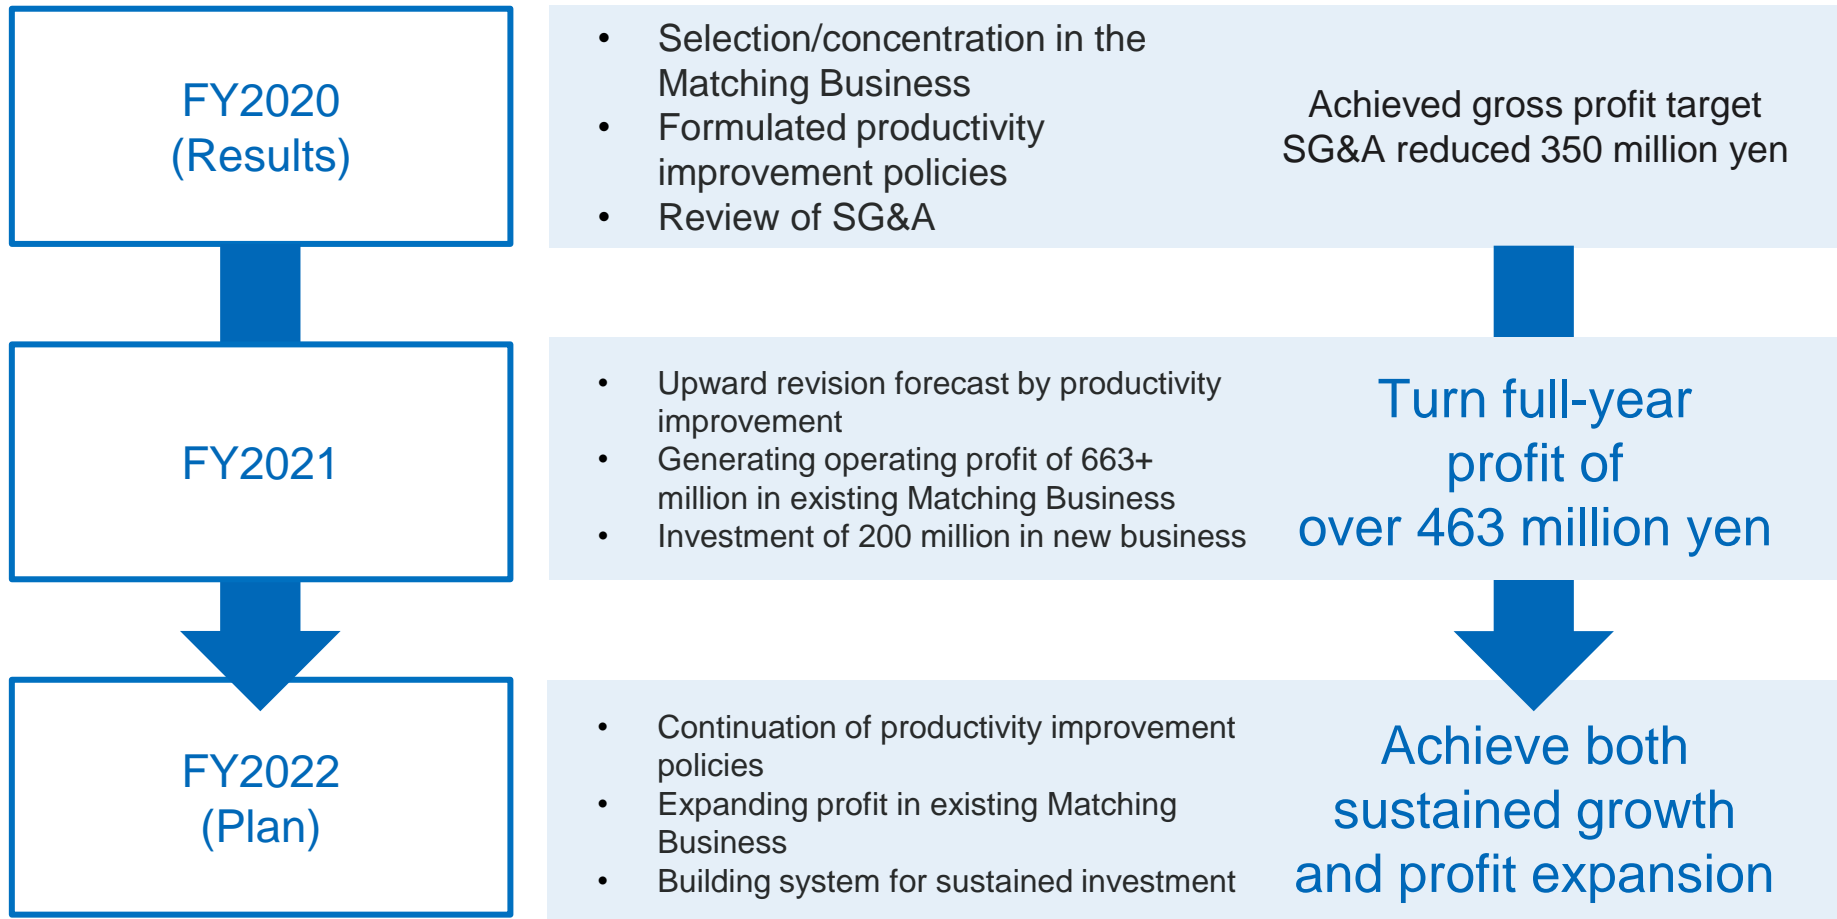 FY2020
(Results)
• Selection/concentration in the
Matching Business
• Formulated productivity
improvement policies
• Review of SG&A
Achieved gross profit target
SG&A reduced 350 million yen
FY2021
• Upward revision forecast by productivity
improvement
• Generating operating profit of 663+
million in existing Matching Business
• Investment of 200 million in new business
Turn full-year
profit of
over 463 million yen
FY2022
(Plan)
• Continuation of productivity improvement
policies
• Expanding profit in existing Matching
Business
• Building system for sustained investment
Achieve both
sustained growth
and profit expansion